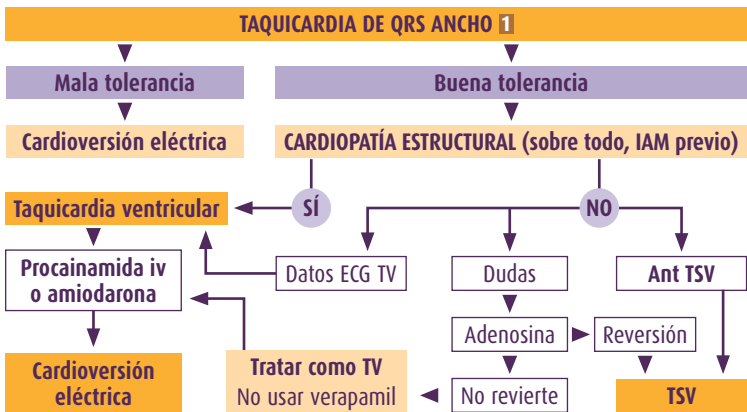 TAQUICARDIA DE QRS ANCHO 1
Mala tolerancia
Buena tolerancia
Cardioversión eléctrica
CARDIOPATÍA ESTRUCTURAL (sobre todo, IAM previo)
SÍ
NO
Taquicardia ventricular
Procainamida iv
o amiodarona
Datos ECG TV
Dudas
Ant TSV
Adenosina
Reversión
Cardioversión
eléctrica
Tratar como TV
No usar verapamil
No revierte
TSV